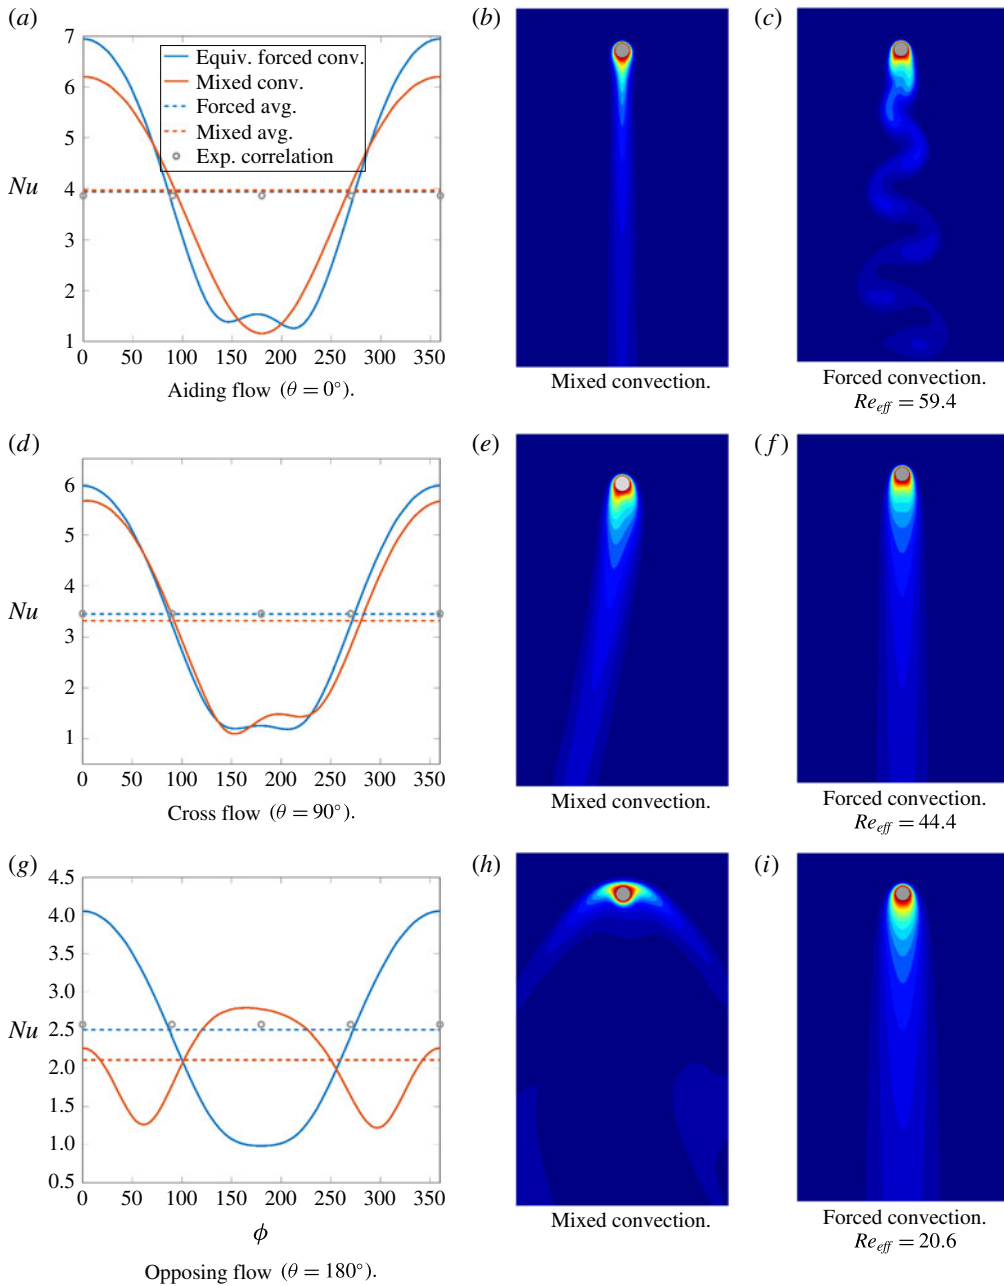 (a)
7
6
5
4
3
2
1
Nu
0 50 100 150 200 250 300 350
Equiv. forced conv.
Mixed conv.
Forced avg.
Mixed avg.
Exp. correlation
Aiding flow (θ = 0°).
(b)
Mixed convection.
(c)
Forced convection.
Re_eff = 59.4
(d)
6
5
4
3
2
1
Nu
0 50 100 150 200 250 300 350
Cross flow (θ = 90°).
(e)
Mixed convection.
(f)
Forced convection.
Re_eff = 44.4
(g)
4.5
4.0
3.5
3.0
2.5
2.0
1.5
1.0
0.5
Nu
0 50 100 150 200 250 300 350
ϕ
Opposing flow (θ = 180°).
(h)
Mixed convection.
(i)
Forced convection.
Re_eff = 20.6